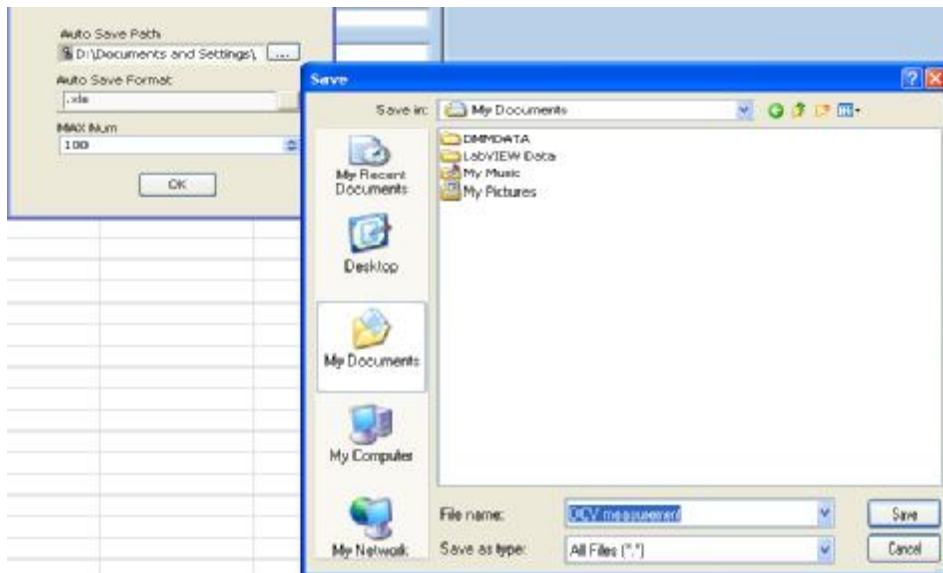 Auto Save Path
D:\Documents and Settings\
...
Auto Save Format
.xls
MAX Num
100
OK
Save
Save in:
My Documents
DMMDATA
LabVIEW Data
My Music
My Pictures
My Recent
Documents
Desktop
My Documents
My Computer
My Network
File name:
DCV measurement
Save
Save as type:
All Files (*.*)
Cancel